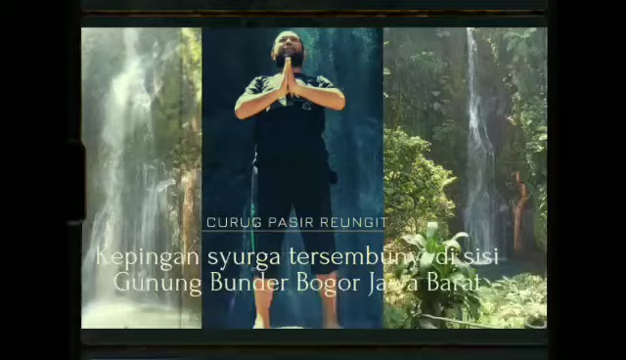 CURUG PASIR REUNGIT
Kepingan syurga tersembunyi di sisi
Gunung Bunder Bogor Jawa Barat